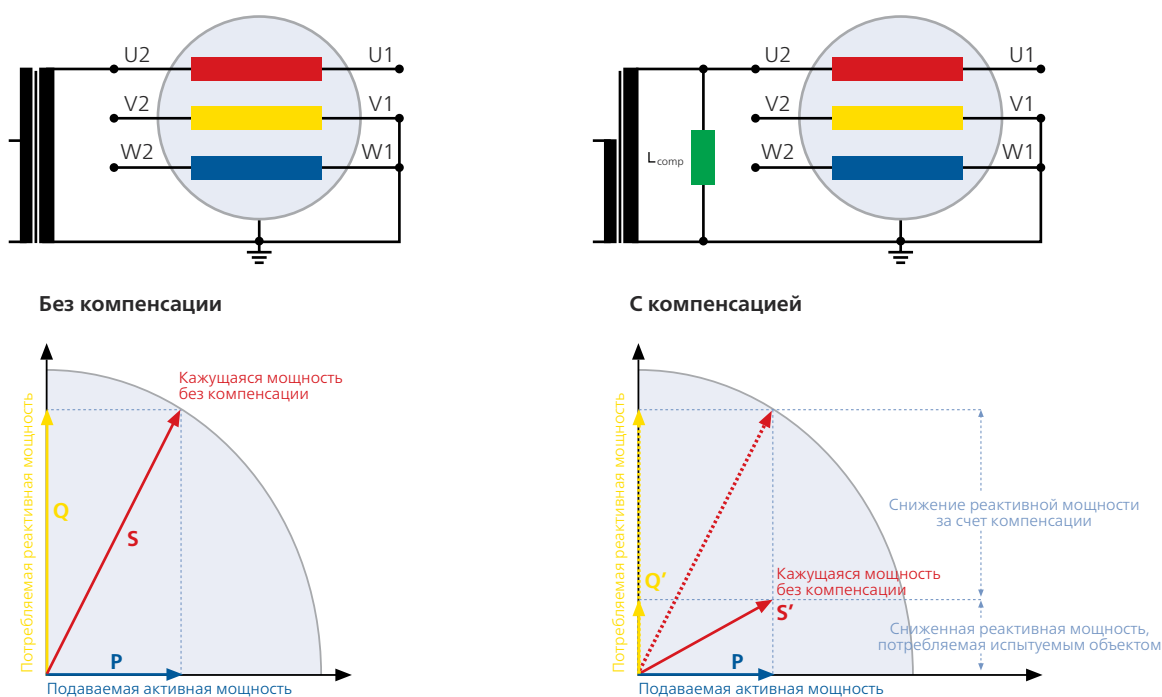 U2
U1
V2
V1
W2
W1
U2
U1
V2
V1
W2
W1
Lcomp
Без компенсации
С компенсацией
Кажущаяся мощность
без компенсации
Потребляемая реактивная мощность
Q
S
P
Подаваемая активная мощность
Потребляемая реактивная мощность
Снижение реактивной мощности
за счет компенсации
Q’
Кажущаяся мощность
без компенсации
S’
Сниженная реактивная мощность,
потребляемая испытуемым объектом
P
Подаваемая активная мощность